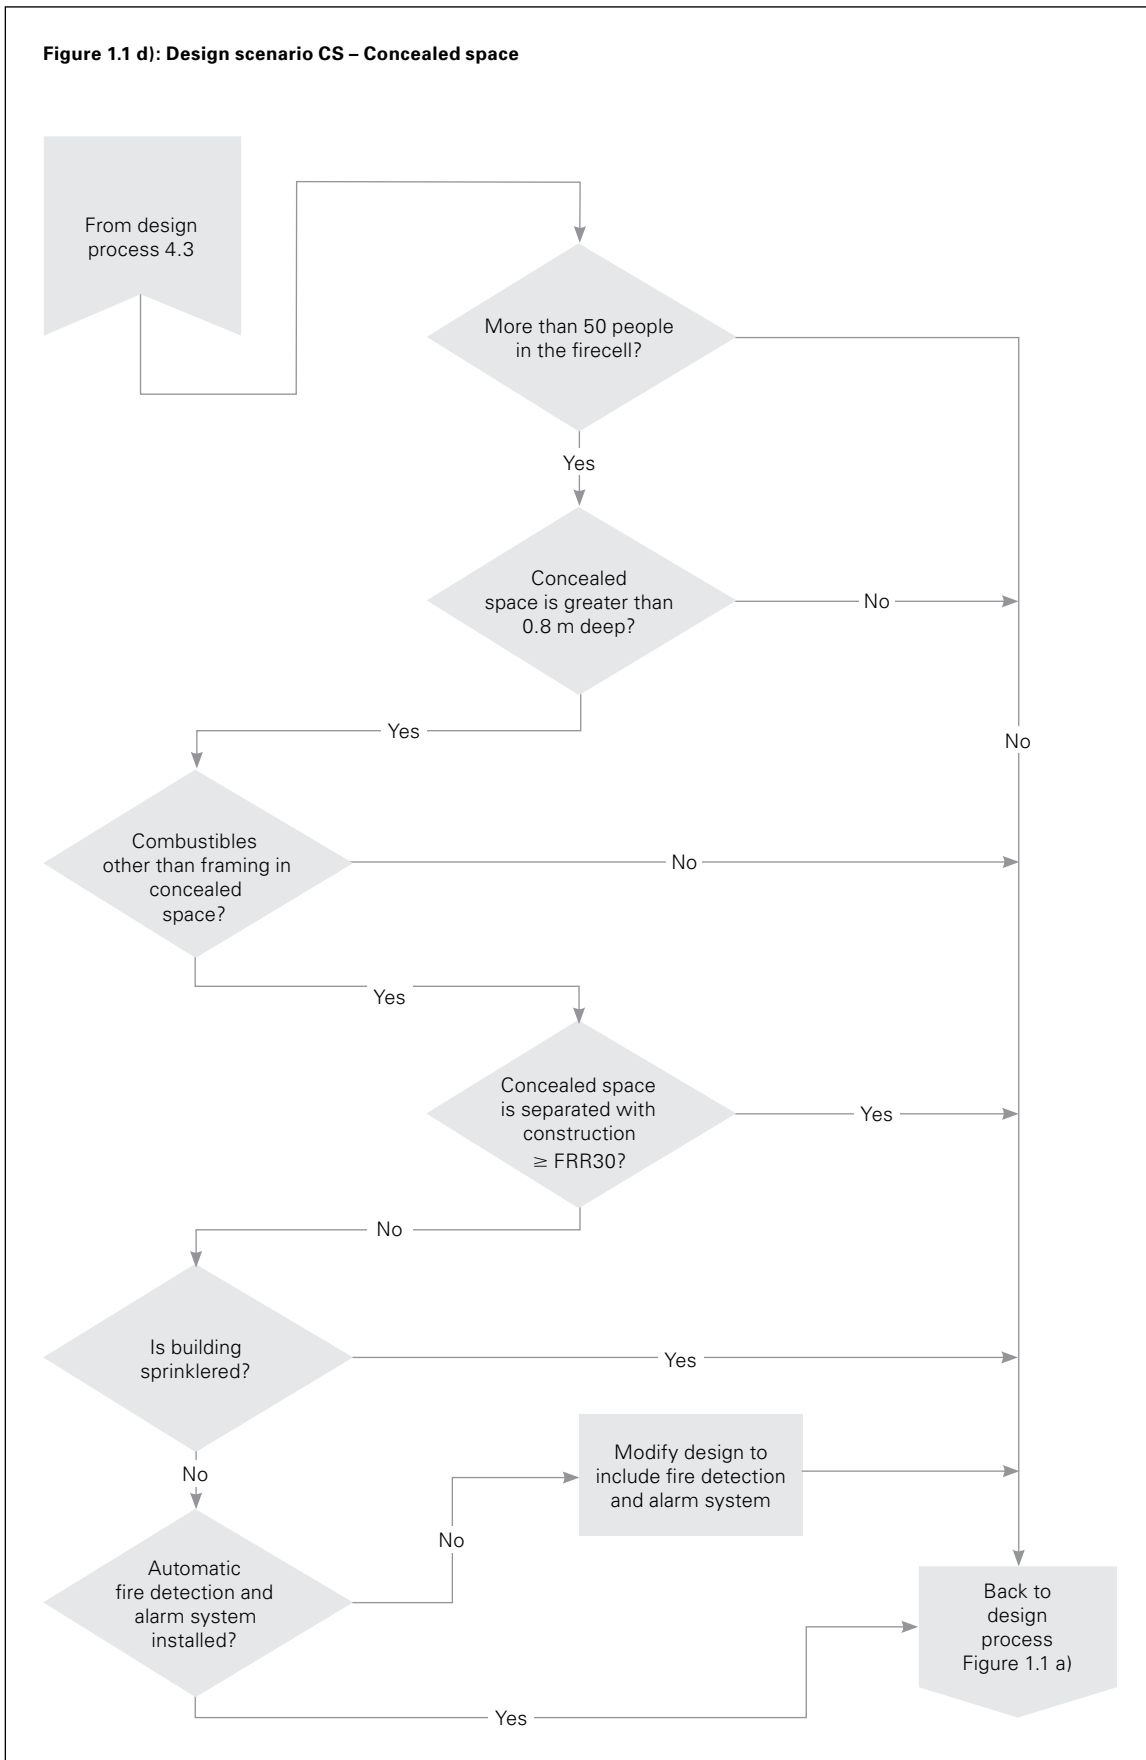 Figure 1.1 d): Design scenario CS – Concealed space
From design
process 4.3
More than 50 people
in the firecell?
Yes
Concealed
space is greater than
0.8 m deep?
No
Yes
No
Combustibles
other than framing in
concealed
space?
No
Yes
Concealed space
is separated with
construction
≥ FRR30?
Yes
No
Is building
sprinklered?
Yes
No
Modify design to
include fire detection
and alarm system
No
Automatic
fire detection and
alarm system
installed?
Back to
design
process
Figure 1.1 a)
Yes